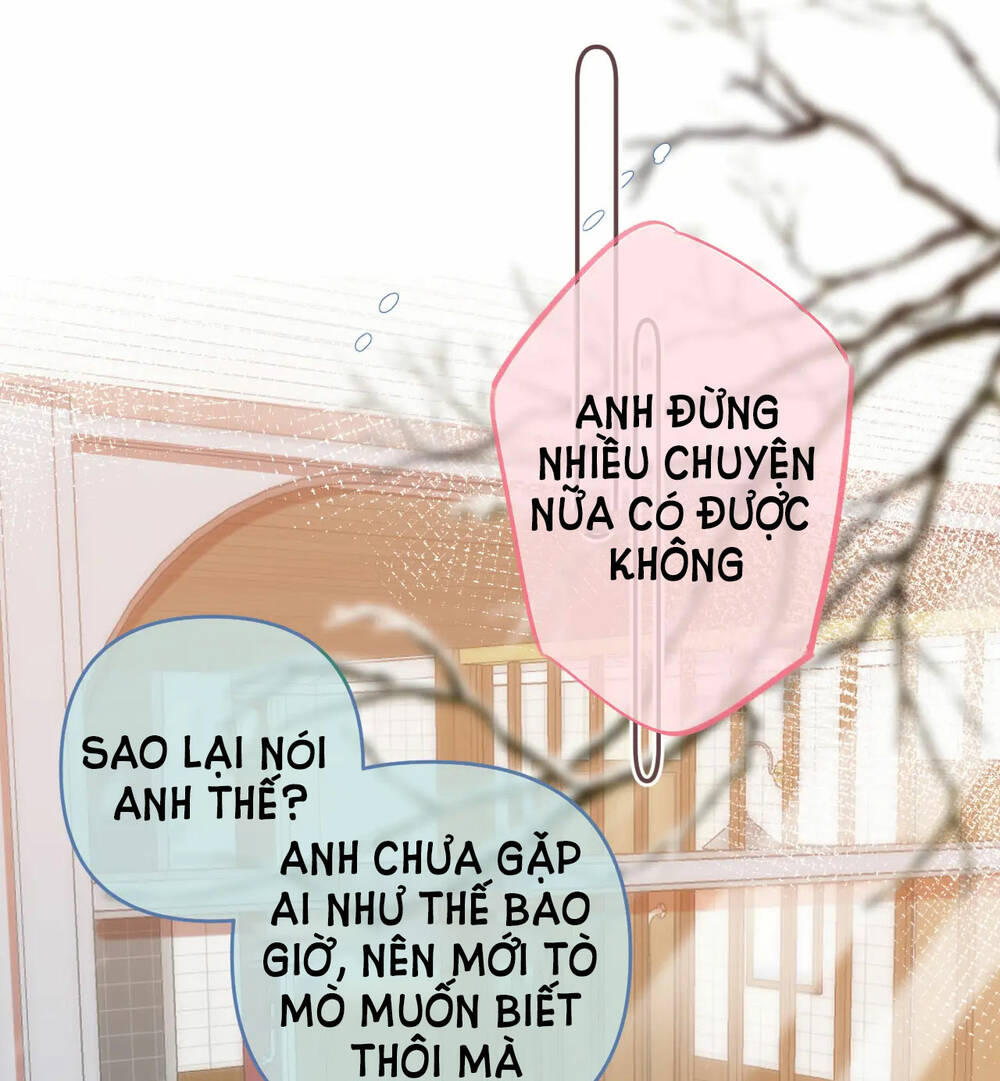 ANH ĐỪNG
NHIỀU CHUYỆN
NỮA CÓ ĐƯỢC
KHÔNG
SAO LẠI NÓI
ANH THẾ?
ANH CHƯA GẶP
AI NHƯ THẾ BAO
GIỜ, NÊN MỚI TÒ
MÒ MUỐN BIẾT
THÔI MÀ